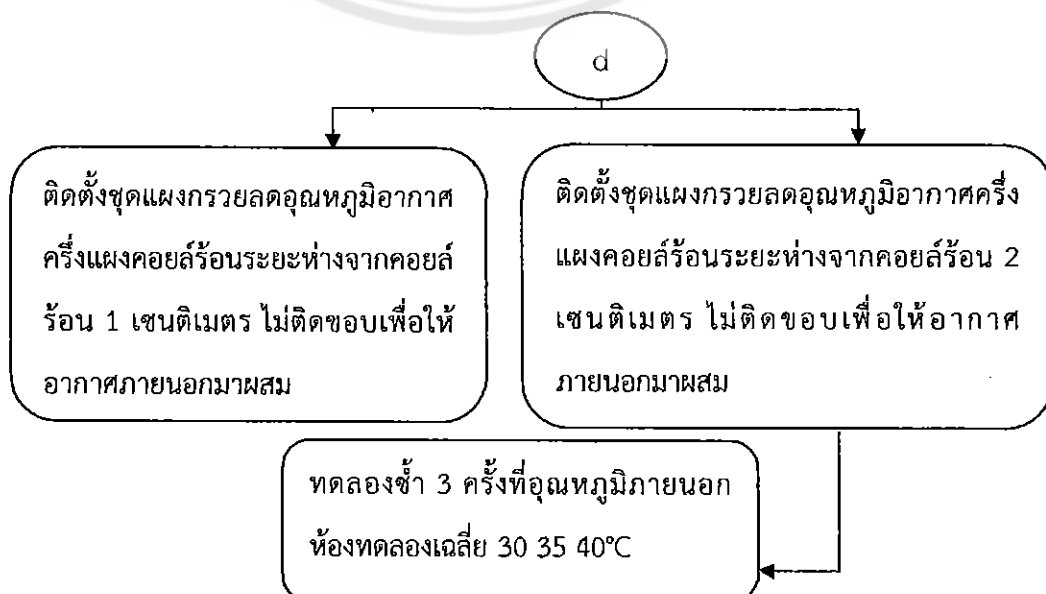 d
ติดตั้งชุดแผงกรวยลดอุณหภูมิอากาศ
ครึ่งแผงคอยล์ร้อนระยะห่างจากคอยล์
ร้อน 1 เซนติเมตร ไม่ติดขอบเพื่อให้
อากาศภายนอกมาผสม
ติดตั้งชุดแผงกรวยลดอุณหภูมิอากาศครึ่ง
แผงคอยล์ร้อนระยะห่างจากคอยล์ร้อน 2
เซนติเมตร ไม่ติดขอบเพื่อให้อากาศ
ภายนอกมาผสม
ทดลองซ้ำ 3 ครั้งที่อุณหภูมิภายนอก
ห้องทดลองเฉลี่ย 30 35 40°C